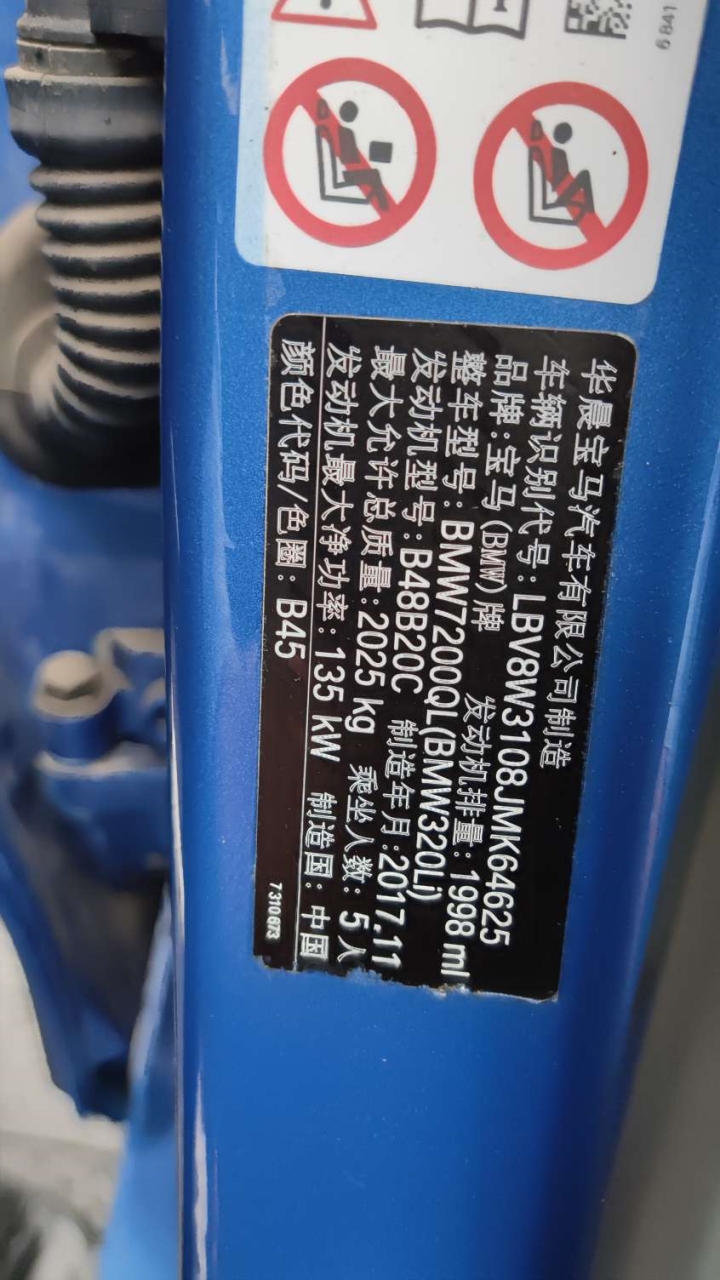 6 841
华晨宝马汽车有限公司制造
车辆识别代号：LBV8W3108JMK64625
品牌：宝马(BMW)牌 发动机排量：1998 ml
整车型号：BMW7200QL(BMW320Li)
发动机型号：B48B20C 制造年月：2017.11
最大允许总质量：2025 kg 乘坐人数：5 人
发动机最大净功率：135 kW 制造国：中国
颜色代码/色圈：B45
7310673